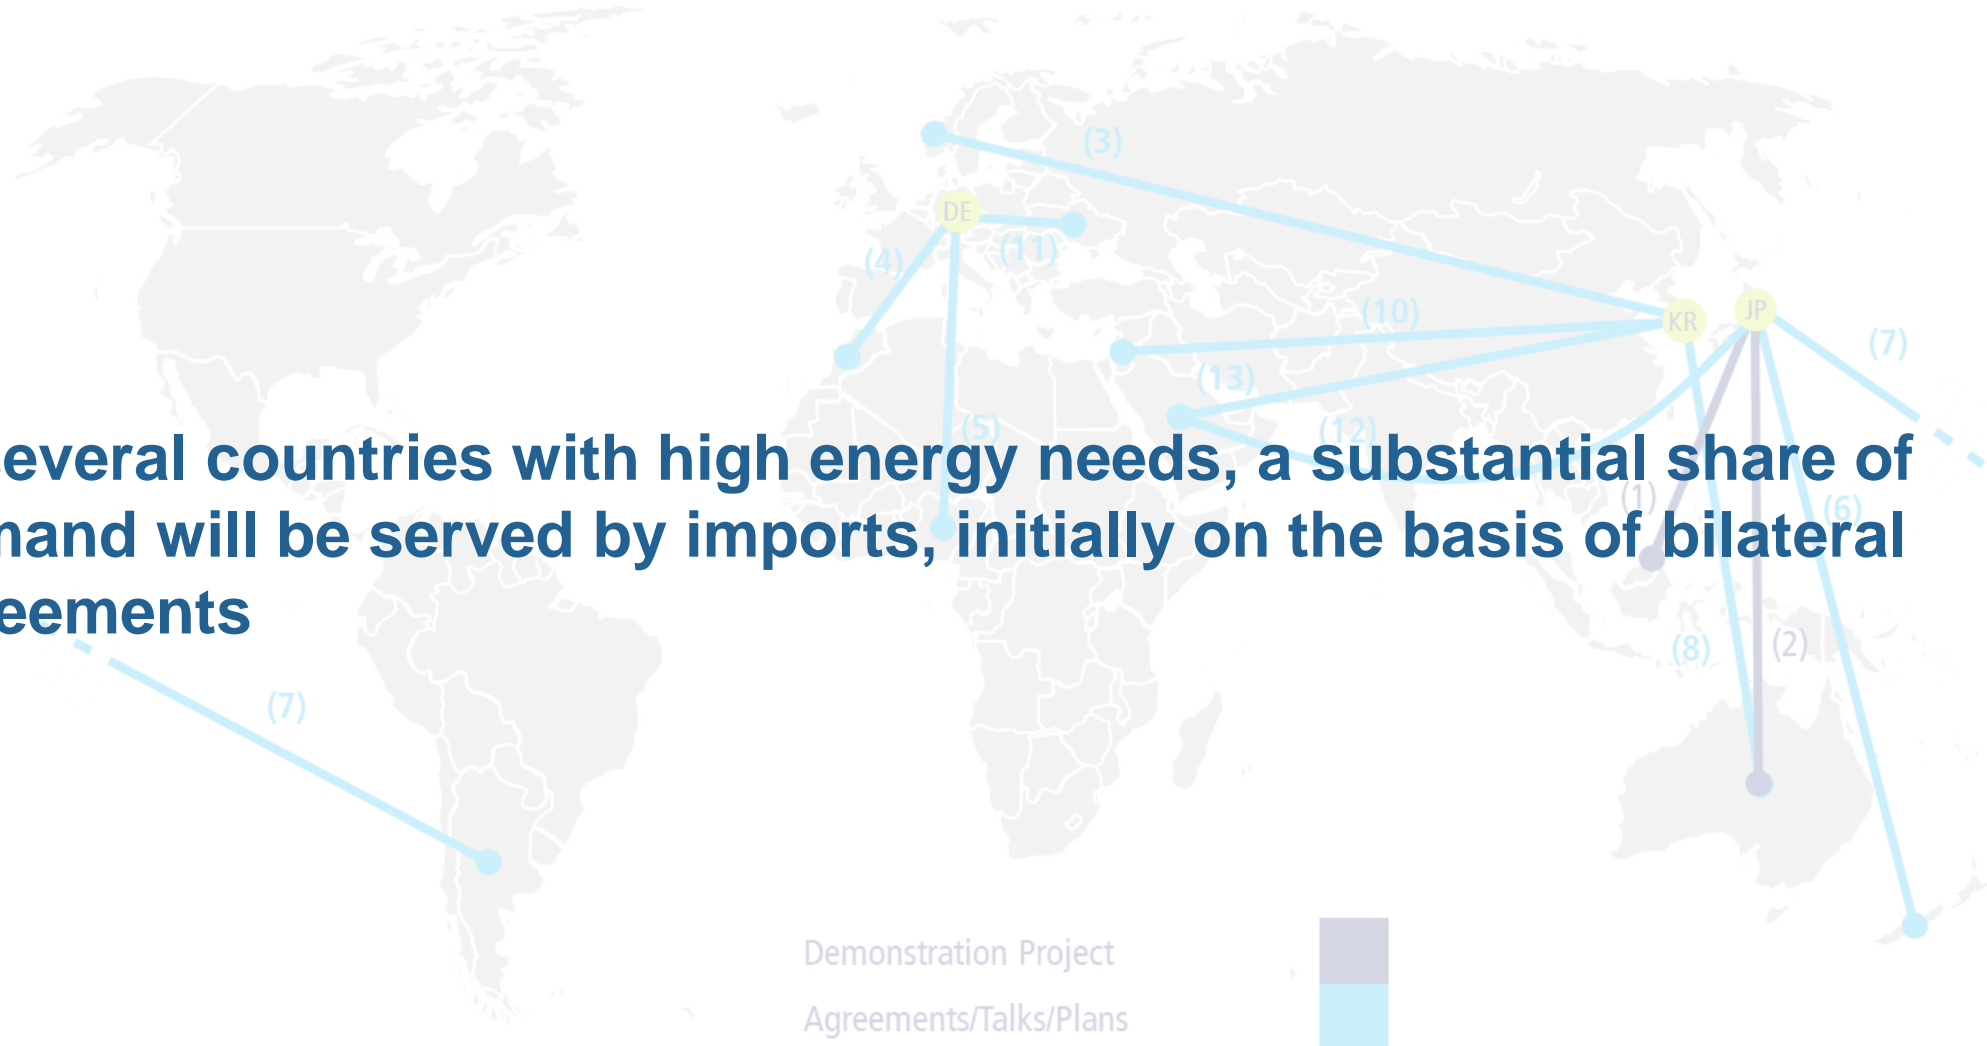 (3)
DE
(11)
(4)
(10)
KR
JP
(7)
(13)
(5)
(12)
several countries with high energy needs, a substantial share of
mand will be served by imports, initially on the basis of bilateral
eements
(1)
(6)
(8)
(2)
(7)
Demonstration Project
Agreements/Talks/Plans